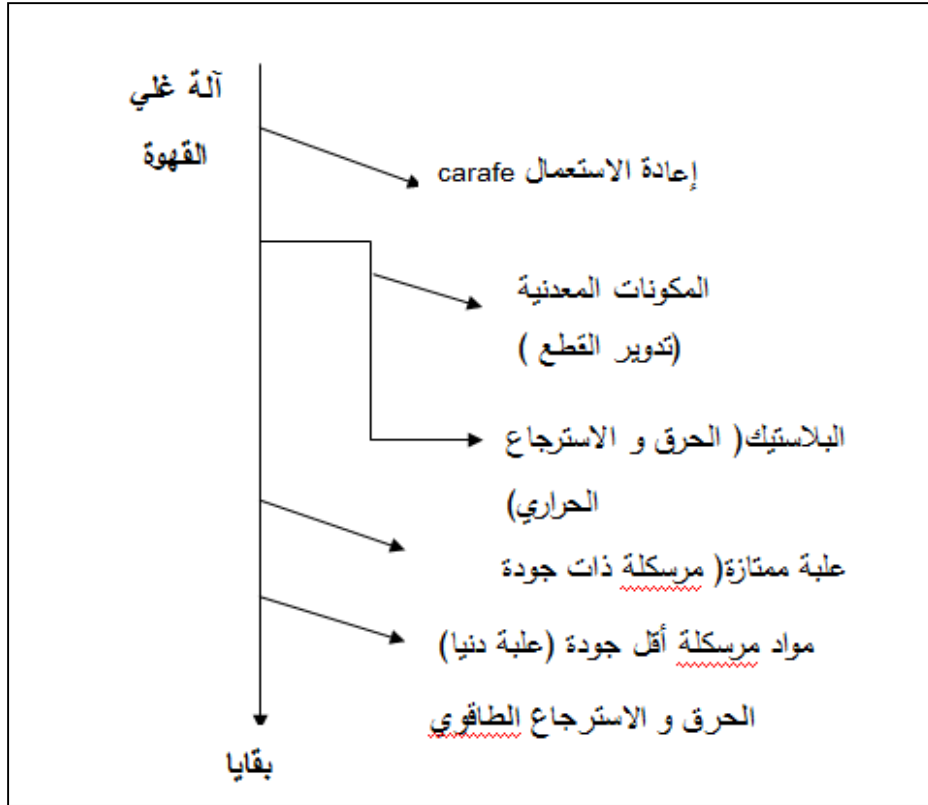 آلة غلي
القهوة
إعادة الاستعمال carafe
المكونات المعدنية
(تدوير القطع )
البلاستيك( الحرق و الاسترجاع
الحراري)
علبة ممتازة( مرسكلة ذات جودة
مواد مرسكلة أقل جودة (علبة دنيا)
الحرق و الاسترجاع الطاقوي
بقايا